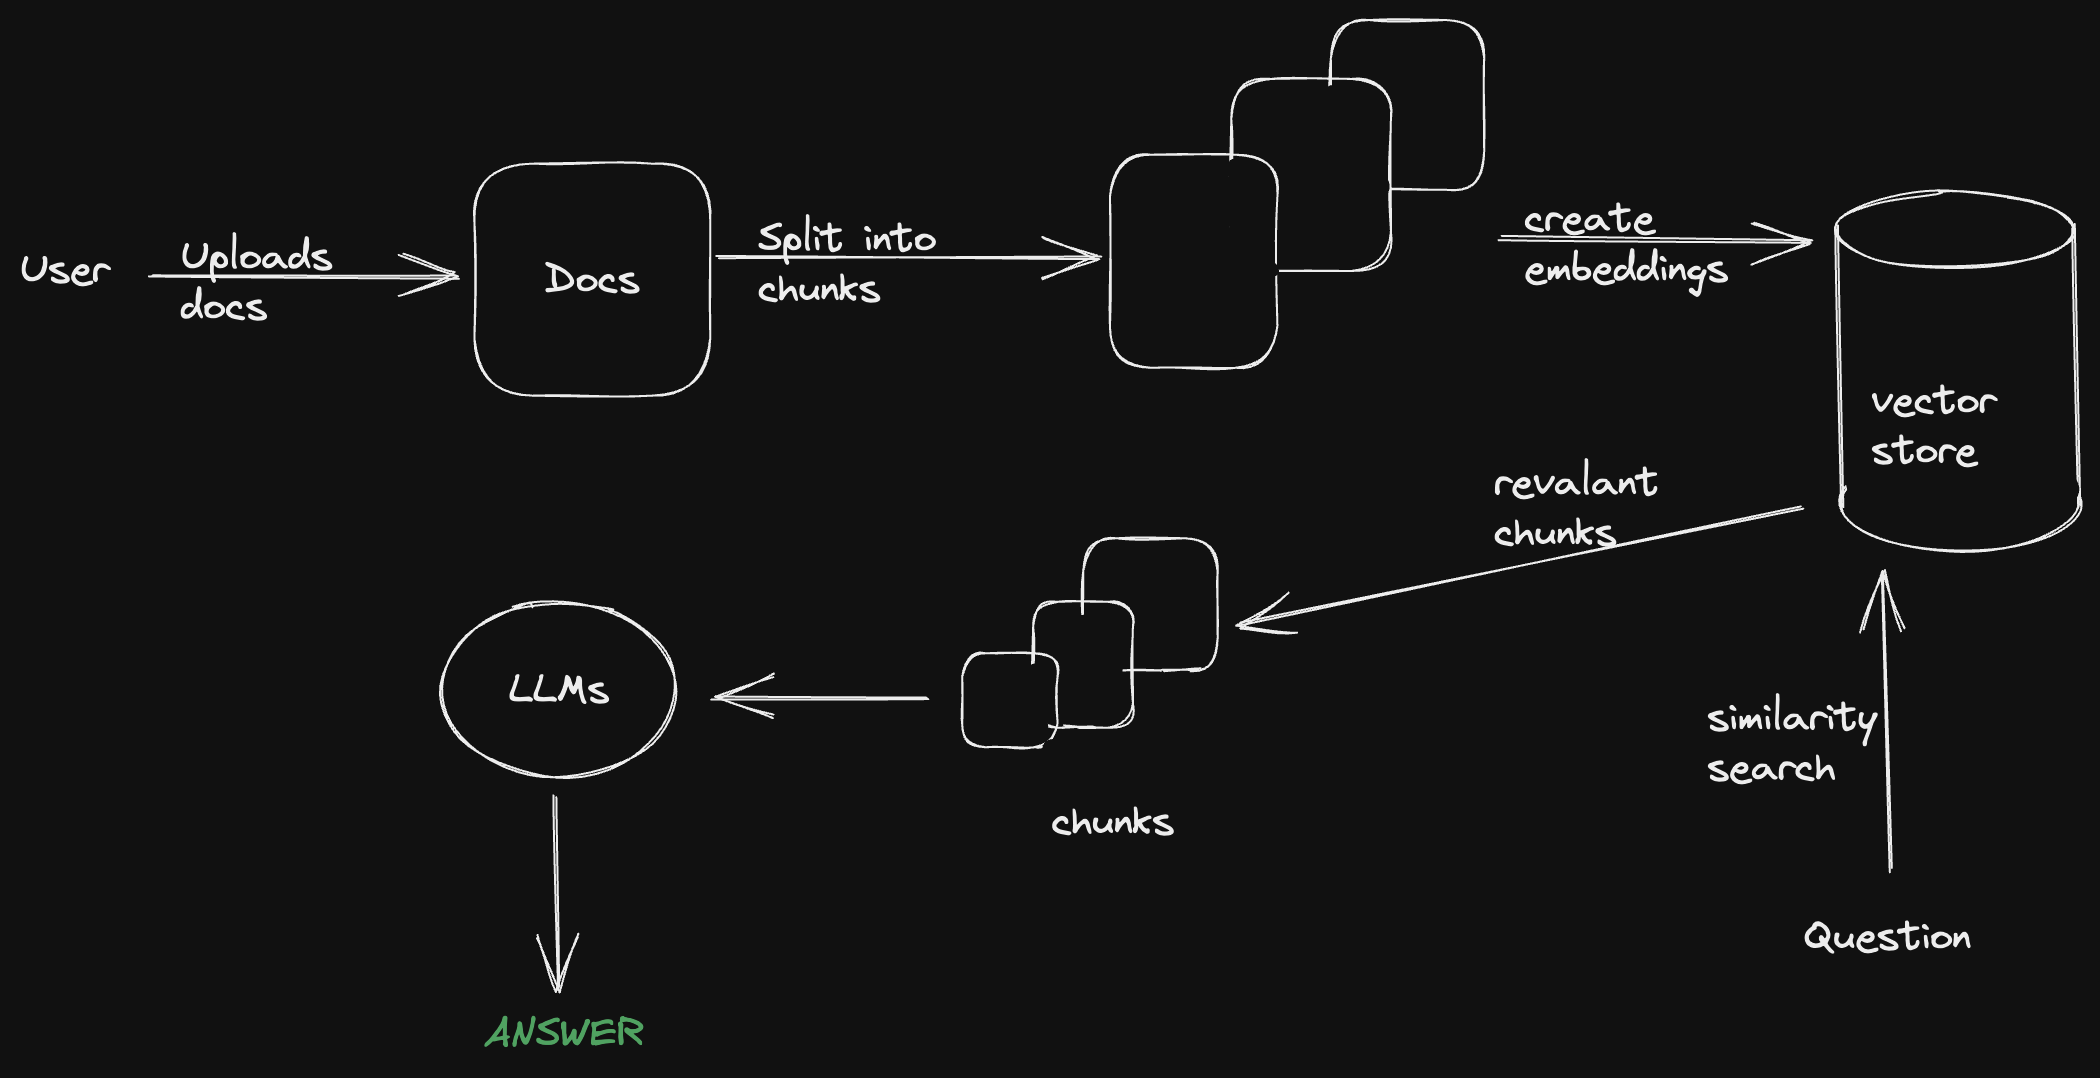 User
Uploads
docs
Docs
Split into
chunks
create
embeddings
vector
store
revalant
chunks
LLMs
chunks
similarity
search
Question
ANSWER